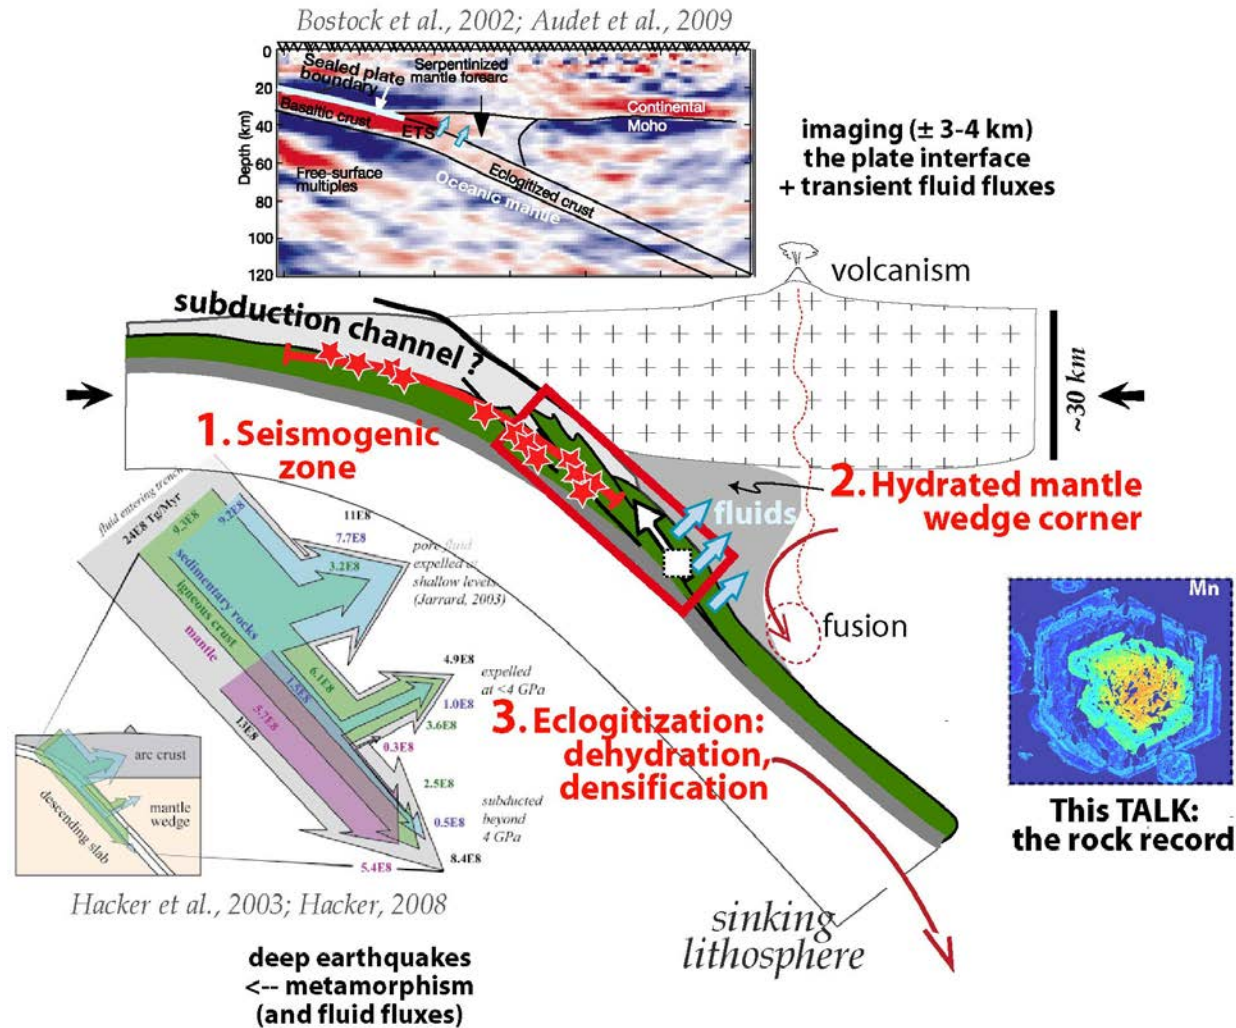 Bostock et al., 2002; Audet et al., 2009
0
20
40
60
80
100
120
Depth (km)
Sealed plate
boundary
Serpentinized
mantle forearc
Basaltic crust
ETS
Continental
Moho
Free-surface
multiples
Eclogitized crust
Oceanic mantle
imaging (± 3-4 km)
the plate interface
+ transient fluid fluxes
volcanism
subduction channel ?
~30 km
1. Seismogenic
zone
2. Hydrated mantle
wedge corner
fluids
fusion
fluid entering trench
24E8 Tg/Myr
9.3E8
9.2E8
11E8
7.7E8
3.2E8
pore fluid
expelled at
shallow levels
(Jarrard, 2003)
sedimentary rocks
igneous crust
mantle
6.1E8
1.5E8
5.7E8
13E8
4.9E8
expelled
at <4 GPa
1.0E8
3.6E8
0.3E8
2.5E8
0.5E8
subducted
beyond
4 GPa
8.4E8
5.4E8
3. Eclogitization:
dehydration,
densification
arc crust
mantle
wedge
descending slab
Mn
This TALK:
the rock record
Hacker et al., 2003; Hacker, 2008
sinking
lithosphere
deep earthquakes
<-- metamorphism
(and fluid fluxes)